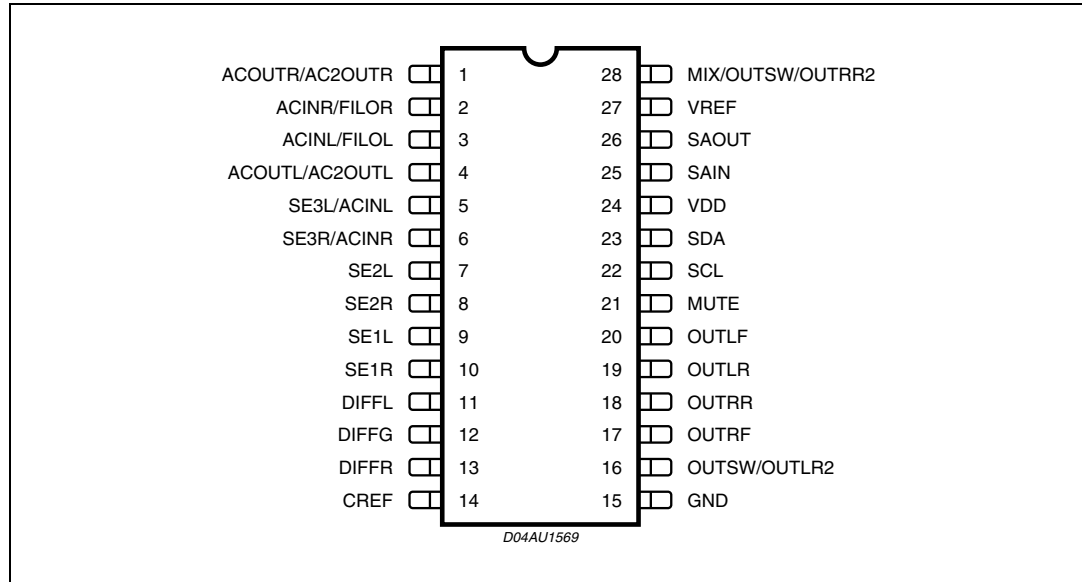 ACOUTR/AC2OUTR 1 28 MIX/OUTSW/OUTRR2
ACINR/FILOR 2 27 VREF
ACINL/FILOL 3 26 SAOUT
ACOUTL/AC2OUTL 4 25 SAIN
SE3L/ACINL 5 24 VDD
SE3R/ACINR 6 23 SDA
SE2L 7 22 SCL
SE2R 8 21 MUTE
SE1L 9 20 OUTLF
SE1R 10 19 OUTLR
DIFFL 11 18 OUTRR
DIFFG 12 17 OUTRF
DIFFR 13 16 OUTSW/OUTLR2
CREF 14 15 GND
D04AU1569